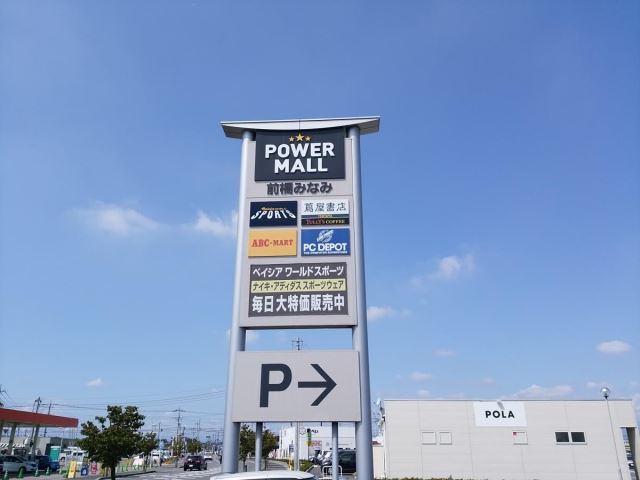 POWER
MALL
前橋みなみ
SPORTS
蔦屋書店
TULLY'S COFFEE
ABC-MART
PC DEPOT
ベイシア ワールドスポーツ
ナイキ・アディダス スポーツウェア
毎日大特価販売中
P→
POLA